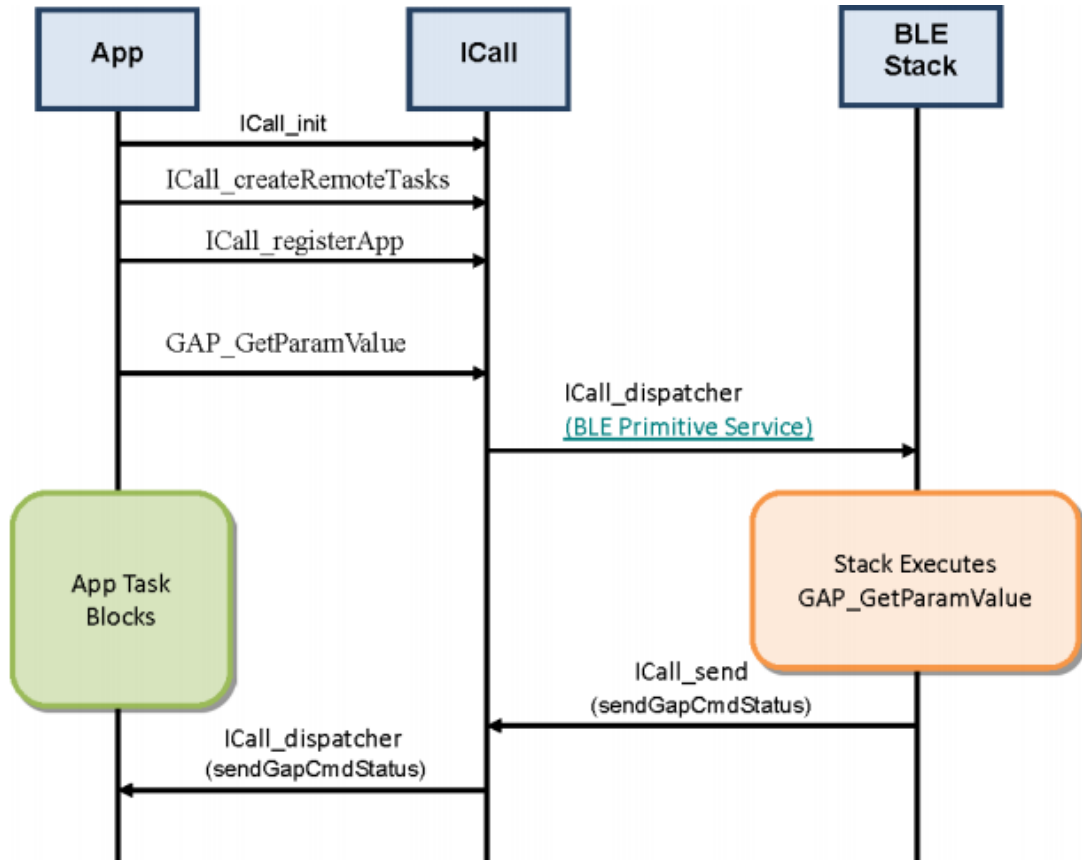 App
ICall
BLE
Stack
ICall_init
ICall_createRemoteTasks
ICall_registerApp
GAP_GetParamValue
ICall_dispatcher
(BLE Primitive Service)
App Task
Blocks
Stack Executes
GAP_GetParamValue
ICall_send
(sendGapCmdStatus)
ICall_dispatcher
(sendGapCmdStatus)